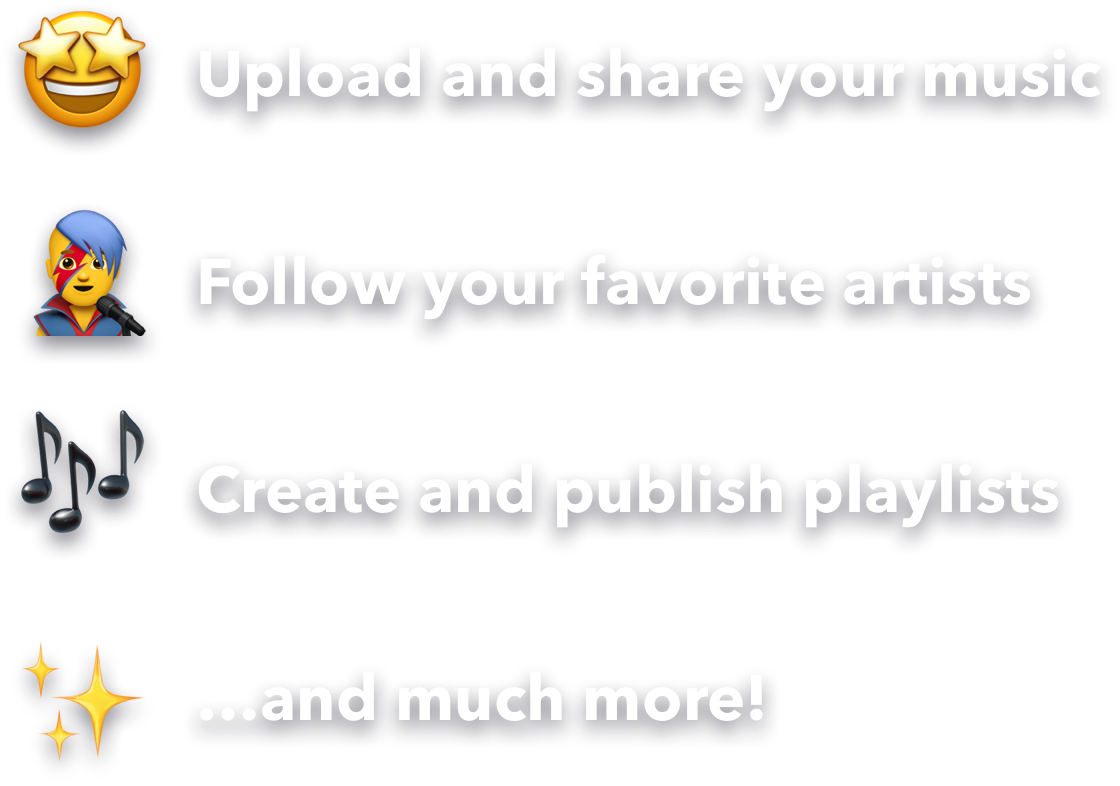 Upload and share your music
Follow your favorite artists
Create and publish playlists
...and much more!